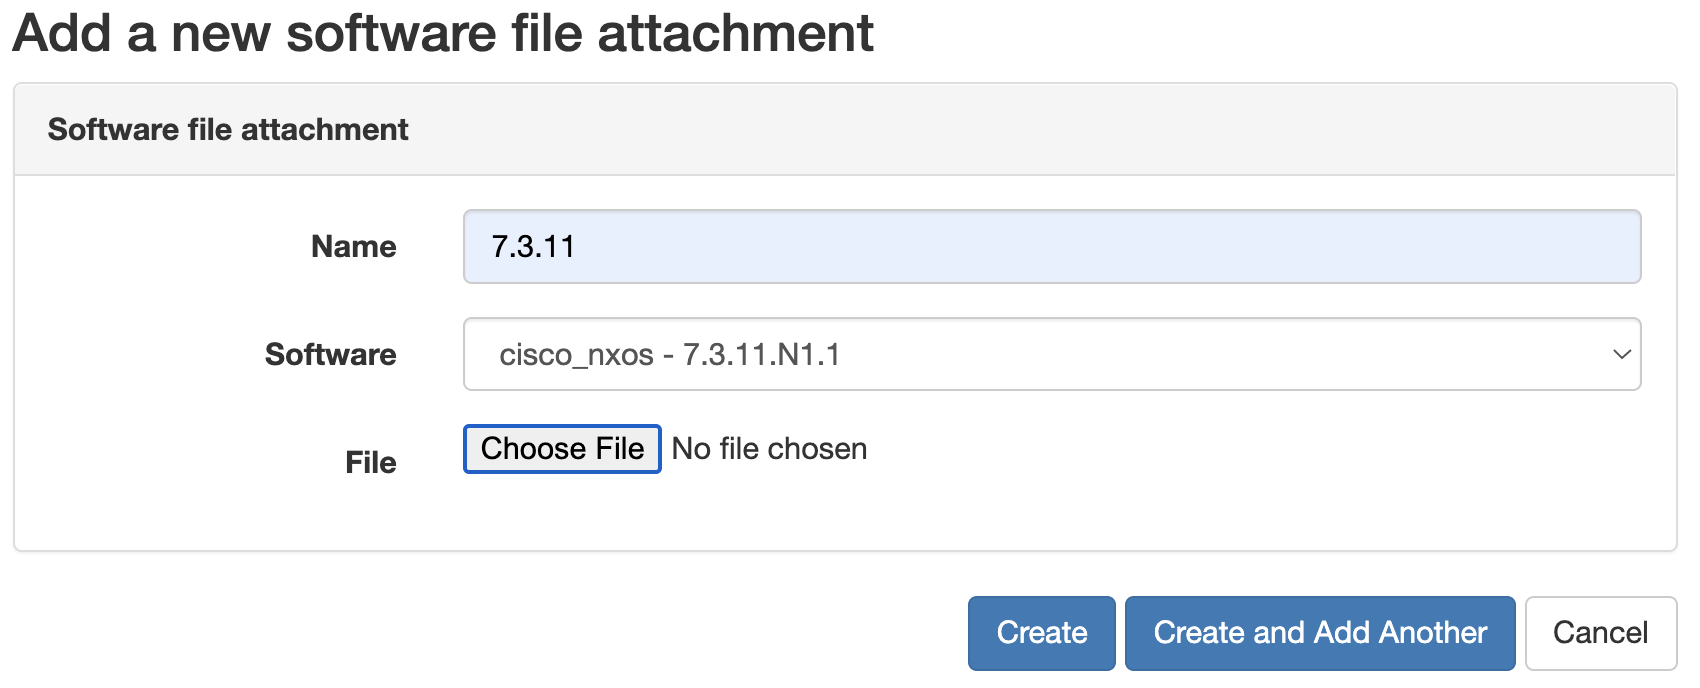 Add a new software file attachment
Software file attachment
Name 7.3.11
Software cisco_nxos - 7.3.11.N1.1
File Choose File No file chosen
Create Create and Add Another Cancel